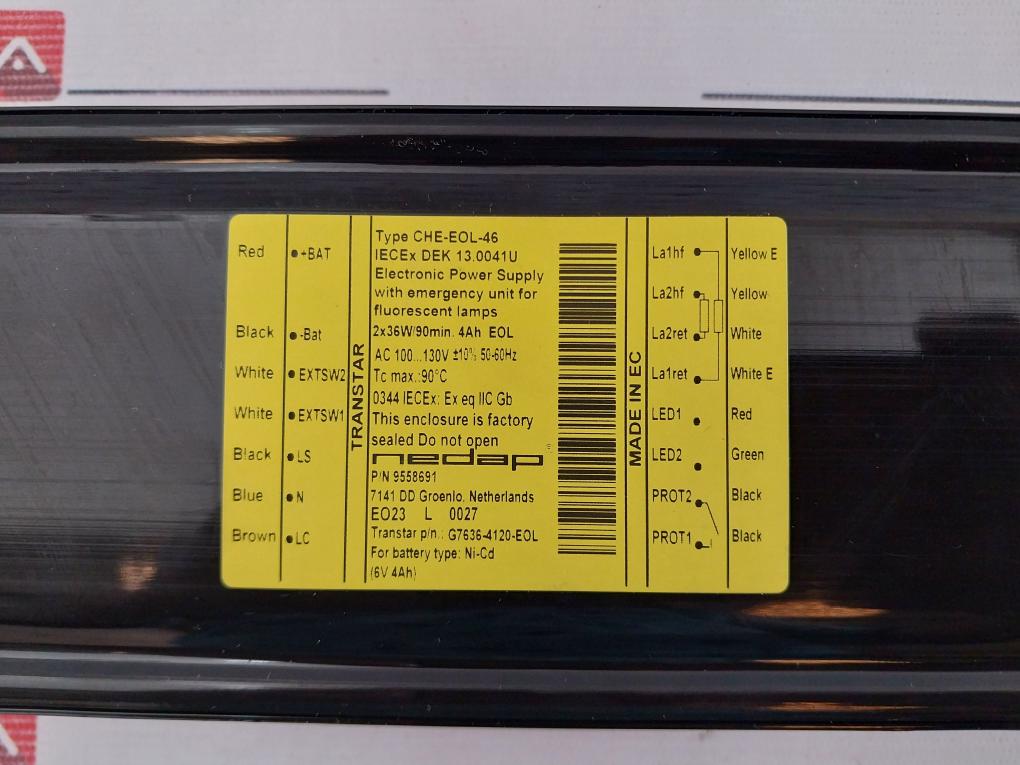 Red +BAT
Black -Bat
White EXTSW2
White EXTSW1
Black LS
Blue N
Brown LC
TRANSTAR
Type CHE-EOL-46
IECEx DEK 13.0041U
Electronic Power Supply
with emergency unit for
fluorescent lamps
2x36W/90min. 4Ah EOL
AC 100...130V ±10% 50-60Hz
Tc max.:90°C
0344 IECEx: Ex eq IIC Gb
This enclosure is factory
sealed Do not open
nedap
P/N 9558691
7141 DD Groenlo, Netherlands
EO23 L 0027
Transtar p/n.: G7636-4120-EOL
For battery type: Ni-Cd
(6V 4Ah)
MADE IN EC
La1hf Yellow E
La2hf Yellow
La2ret White
La1ret White E
LED1 Red
LED2 Green
PROT2 Black
PROT1 Black